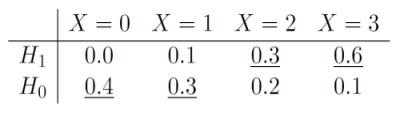 X = 0 X = 1 X = 2 X = 3
H₁ 0.0 0.1 0.3 0.6
H₀ 0.4 0.3 0.2 0.1